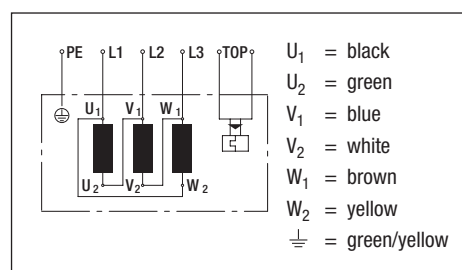 PE L1 L2 L3 TOP
U₁ V₁ W₁
U₂ V₂ W₂
U₁ = black
U₂ = green
V₁ = blue
V₂ = white
W₁ = brown
W₂ = yellow
⏚ = green/yellow